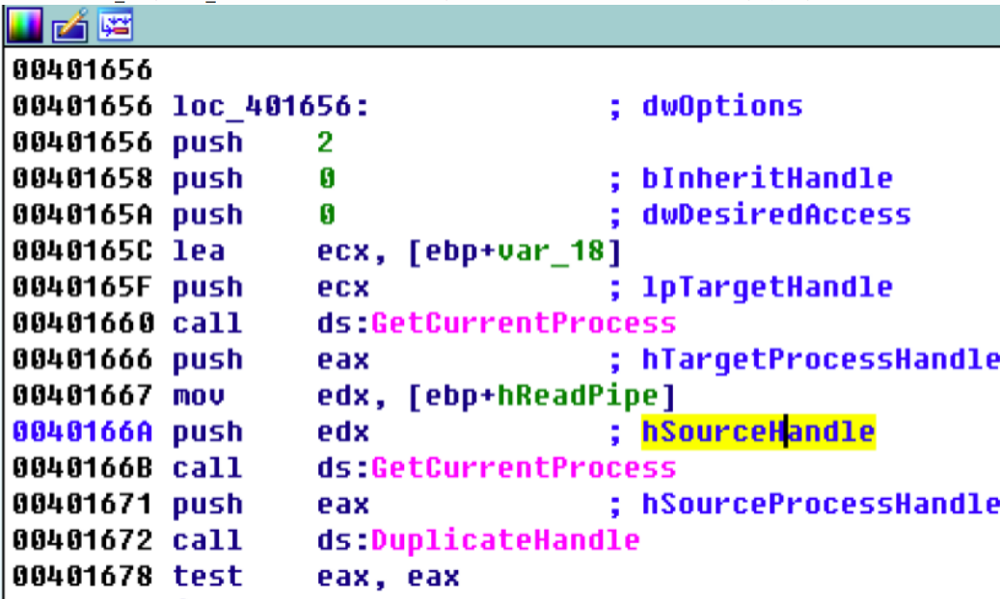 00401656
00401656 loc_401656: ; dwOptions
00401656 push 2
00401658 push 0 ; bInheritHandle
0040165A push 0 ; dwDesiredAccess
0040165C lea ecx, [ebp+var_18]
0040165F push ecx ; lpTargetHandle
00401660 call ds:GetCurrentProcess
00401666 push eax ; hTargetProcessHandle
00401667 mov edx, [ebp+hReadPipe]
0040166A push edx ; hSourceHandle
0040166B call ds:GetCurrentProcess
00401671 push eax ; hSourceProcessHandle
00401672 call ds:DuplicateHandle
00401678 test eax, eax